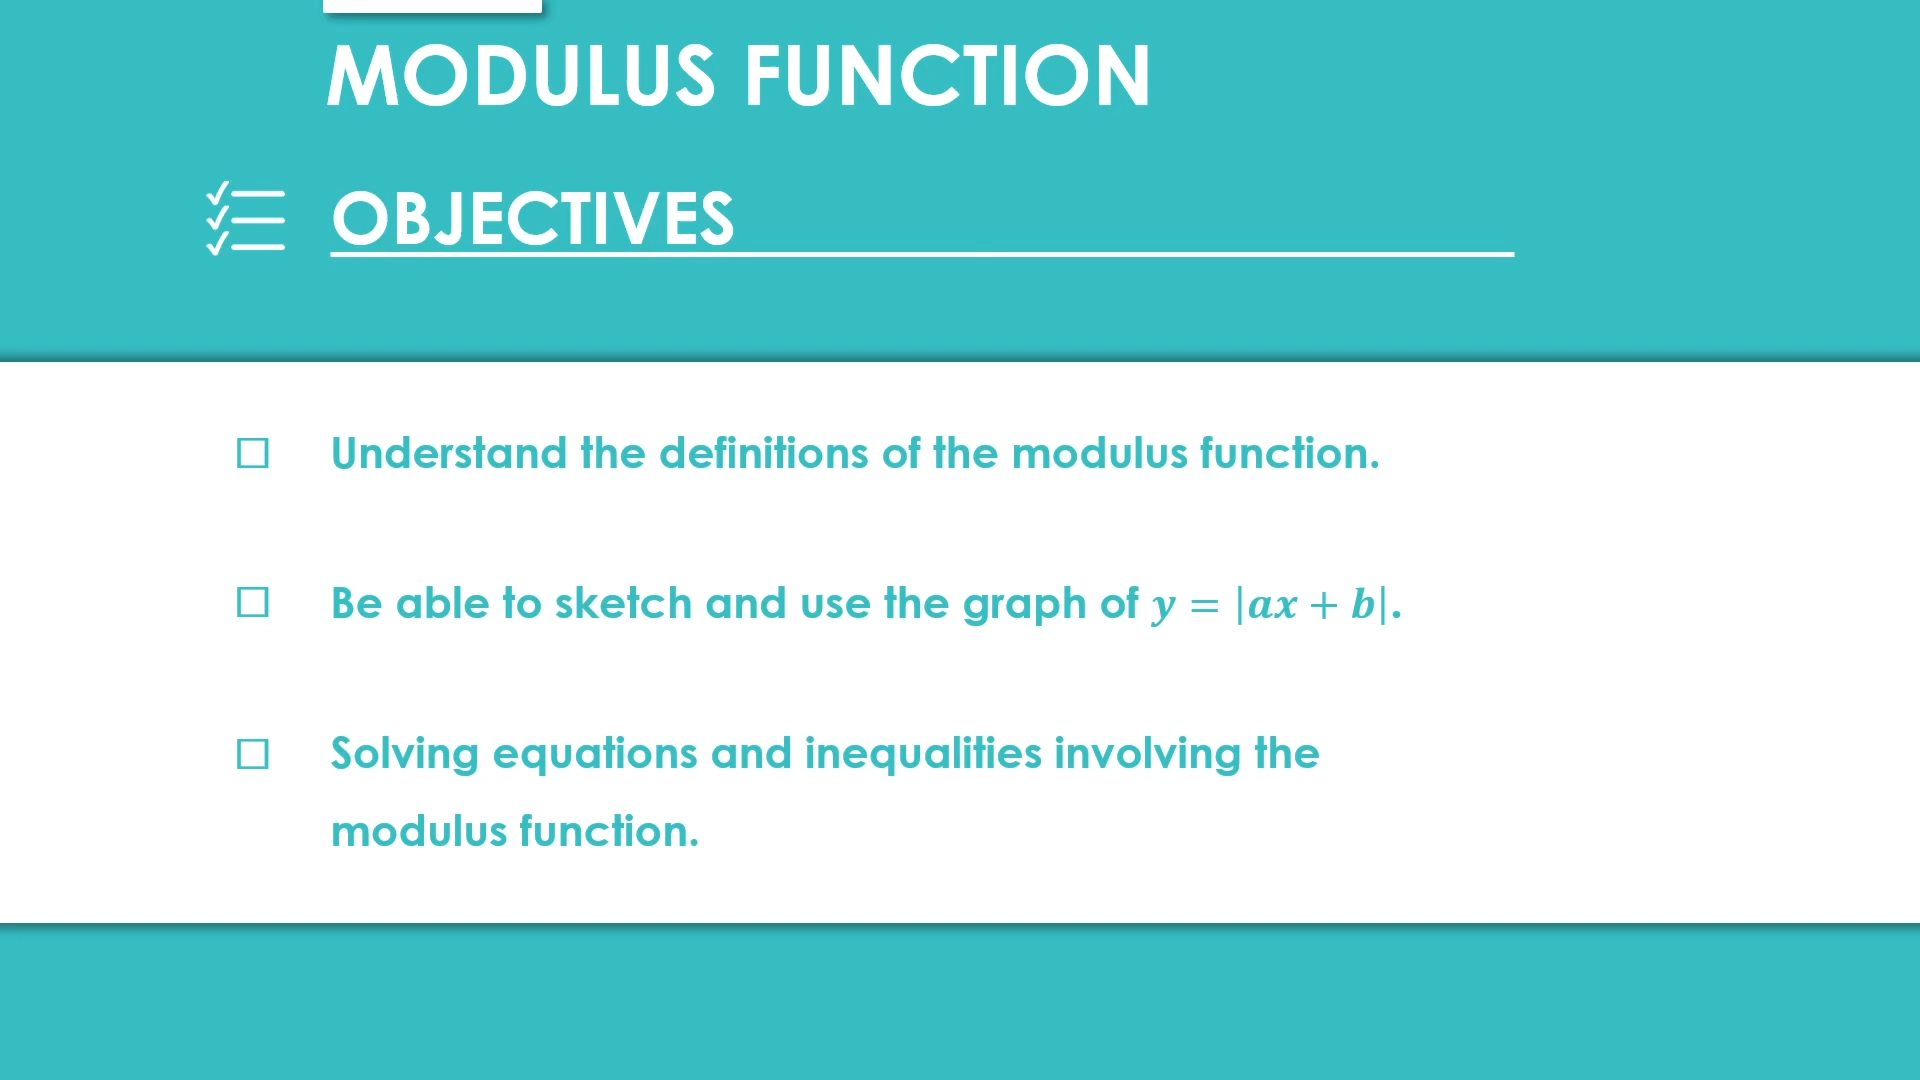 MODULUS FUNCTION
OBJECTIVES
☐ Understand the definitions of the modulus function.
☐ Be able to sketch and use the graph of y = |ax + b|.
☐ Solving equations and inequalities involving the
modulus function.